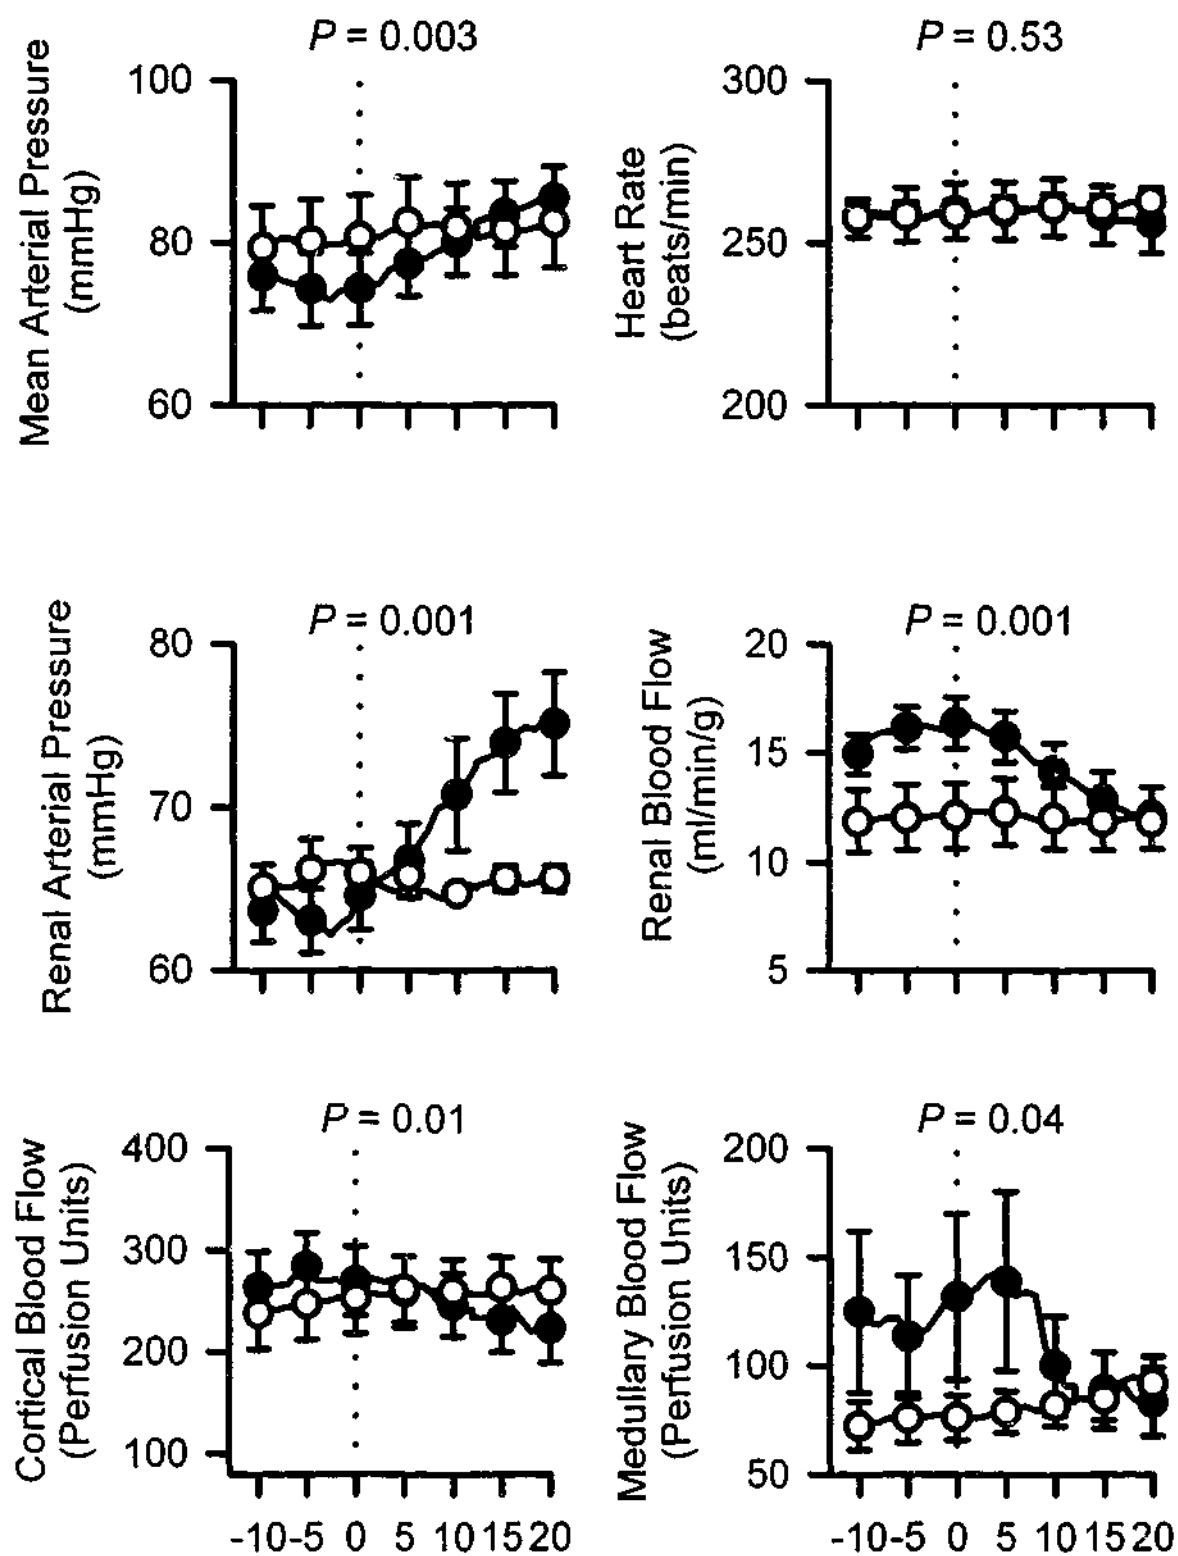 P = 0.003
Mean Arterial Pressure
(mmHg)
100
80
60
P = 0.53
Heart Rate
(beats/min)
300
250
200
P = 0.001
Renal Arterial Pressure
(mmHg)
80
70
60
P = 0.001
Renal Blood Flow
(ml/min/g)
20
15
10
5
P = 0.01
Cortical Blood Flow
(Perfusion Units)
400
300
200
100
-10 -5 0 5 10 15 20
P = 0.04
Medullary Blood Flow
(Perfusion Units)
200
150
100
50
-10 -5 0 5 10 15 20